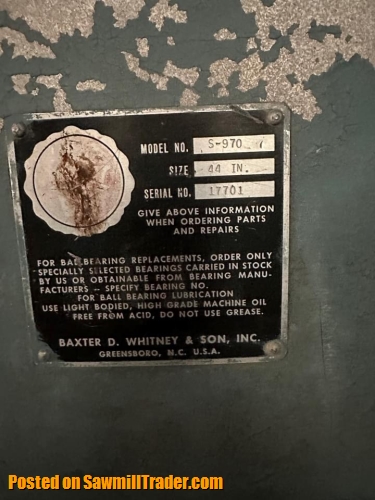 MODEL NO. S-970 7
SIZE 44 IN.
SERIAL NO. 17701
GIVE ABOVE INFORMATION
WHEN ORDERING PARTS
AND REPAIRS
FOR BALL BEARING REPLACEMENTS, ORDER ONLY
SPECIALLY SELECTED BEARINGS CARRIED IN STOCK
BY US OR OBTAINABLE FROM BEARING MANU-
FACTURERS – SPECIFY BEARING NO.
FOR BALL BEARING LUBRICATION
USE LIGHT BODIED, HIGH GRADE MACHINE OIL
FREE FROM ACID, DO NOT USE GREASE.
BAXTER D. WHITNEY & SON, INC.
GREENSBORO, N.C. U.S.A.
Posted on SawmillTrader.com